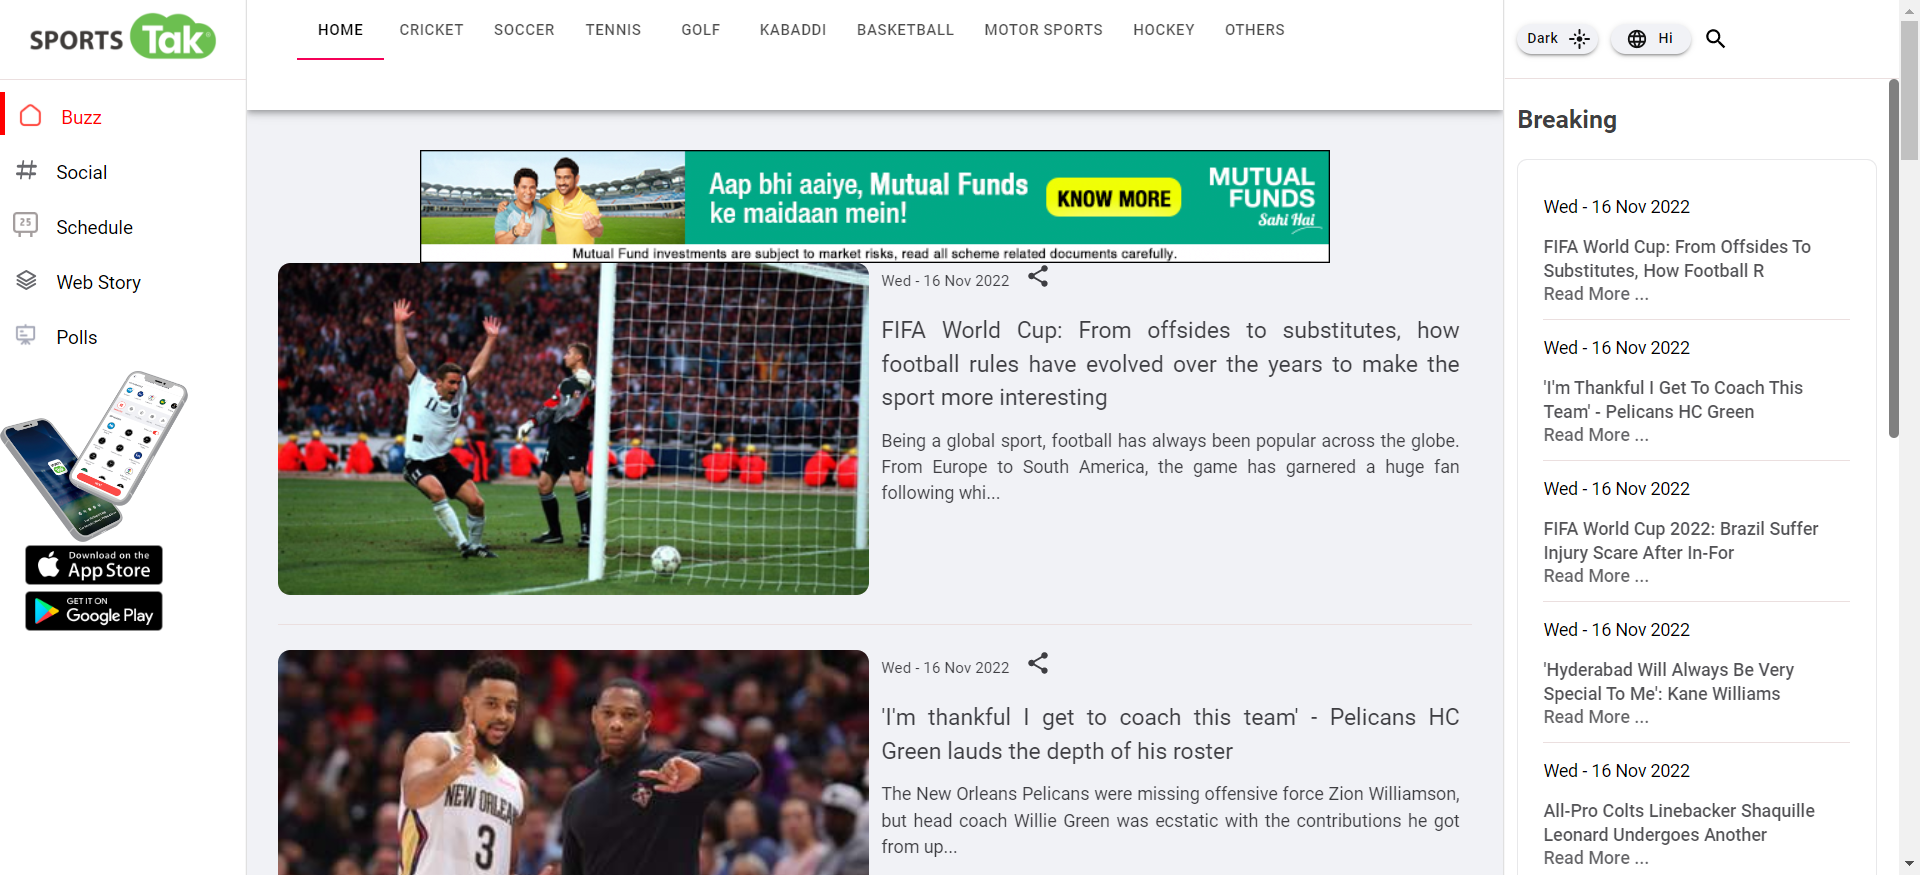 SPORTS Tak
HOME CRICKET SOCCER TENNIS GOLF KABADDI BASKETBALL MOTOR SPORTS HOCKEY OTHERS
Dark Hi
Buzz
Social
25
Schedule
Web Story
Polls
Download on the
App Store
GET IT ON
Google Play
Aap bhi aaiye, Mutual Funds
ke maidaan mein!
KNOW MORE
MUTUAL
FUNDS
Sahi Hai
Mutual Fund investments are subject to market risks, read all scheme related documents carefully.
11
Wed - 16 Nov 2022
FIFA World Cup: From offsides to substitutes, how
football rules have evolved over the years to make the
sport more interesting
Being a global sport, football has always been popular across the globe.
From Europe to South America, the game has garnered a huge fan
following whi...
NEW ORLEANS
3
Wed - 16 Nov 2022
'I'm thankful I get to coach this team' - Pelicans HC
Green lauds the depth of his roster
The New Orleans Pelicans were missing offensive force Zion Williamson,
but head coach Willie Green was ecstatic with the contributions he got
from up...
Breaking
Wed - 16 Nov 2022
FIFA World Cup: From Offsides To
Substitutes, How Football R
Read More ...
Wed - 16 Nov 2022
'I'm Thankful I Get To Coach This
Team' - Pelicans HC Green
Read More ...
Wed - 16 Nov 2022
FIFA World Cup 2022: Brazil Suffer
Injury Scare After In-For
Read More ...
Wed - 16 Nov 2022
'Hyderabad Will Always Be Very
Special To Me': Kane Williams
Read More ...
Wed - 16 Nov 2022
All-Pro Colts Linebacker Shaquille
Leonard Undergoes Another
Read More ...